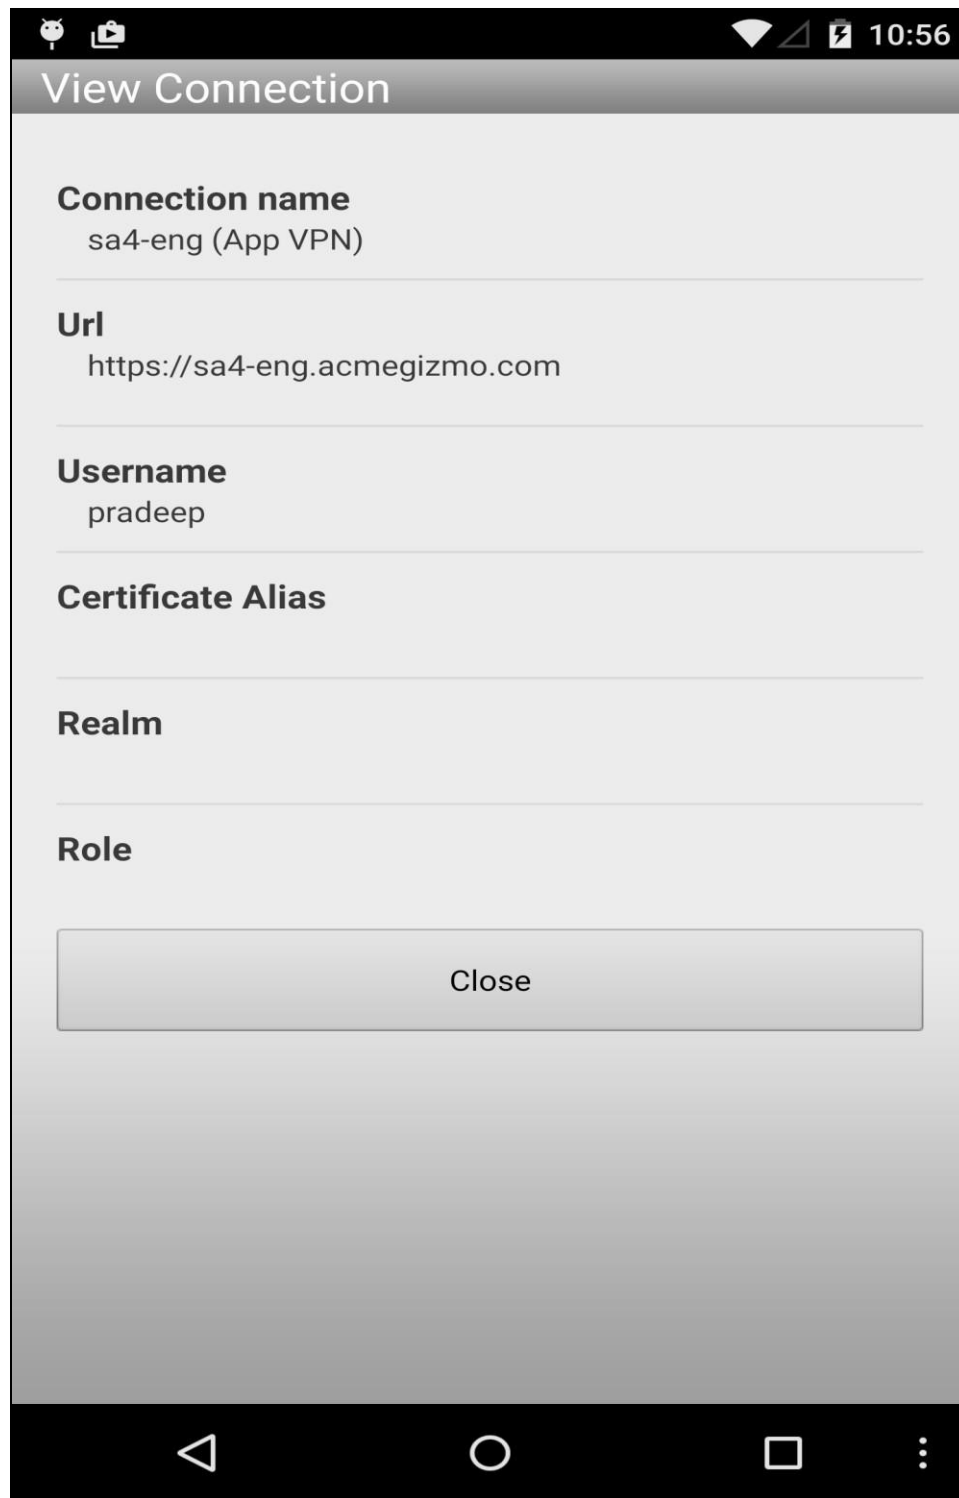 10:56
View Connection
Connection name
sa4-eng (App VPN)
Url
https://sa4-eng.acmegizmo.com
Username
pradeep
Certificate Alias
Realm
Role
Close